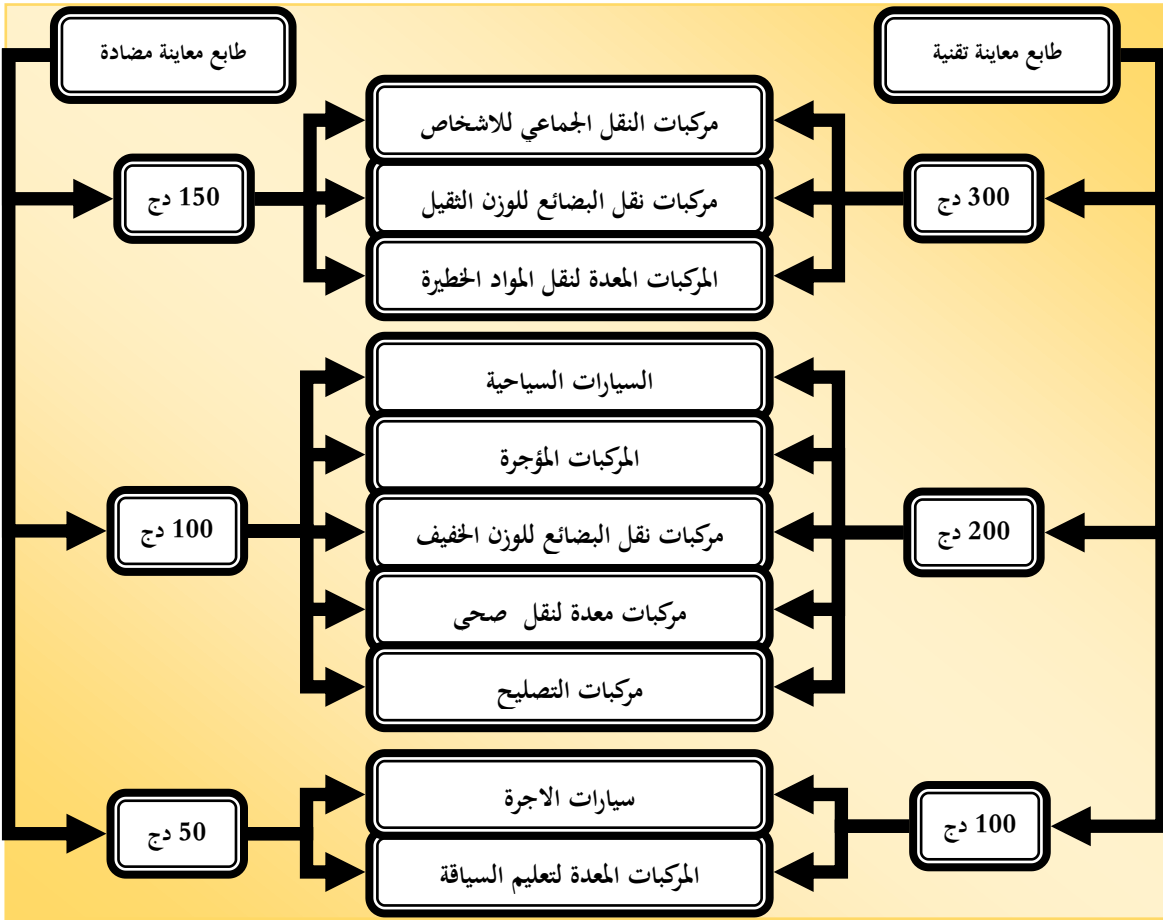 طابع معاينة تقنية
طابع معاينة مضادة
مركبات النقل الجماعي للاشخاص
300 دج
مركبات نقل البضائع للوزن الثقيل
150 دج
المركبات المعدة لنقل المواد الخطيرة
السيارات السياحية
المركبات المؤجرة
200 دج
مركبات نقل البضائع للوزن الخفيف
100 دج
مركبات معدة لنقل صحى
مركبات التصليح
سيارات الاجرة
100 دج
50 دج
المركبات المعدة لتعليم السياقة